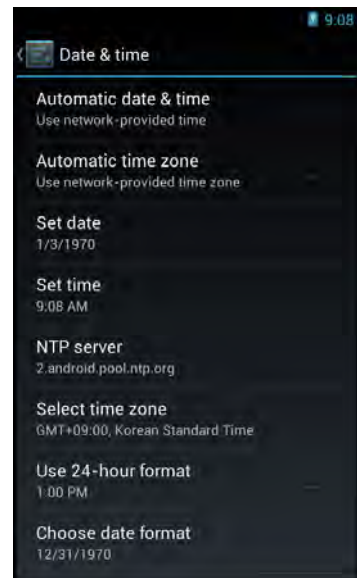 9:08
Date & time
Automatic date & time
Use network-provided time
Automatic time zone
Use network-provided time zone
Set date
1/3/1970
Set time
9:08 AM
NTP server
2.android.pool.ntp.org
Select time zone
GMT+09:00, Korean Standard Time
Use 24-hour format
1:00 PM
Choose date format
12/31/1970